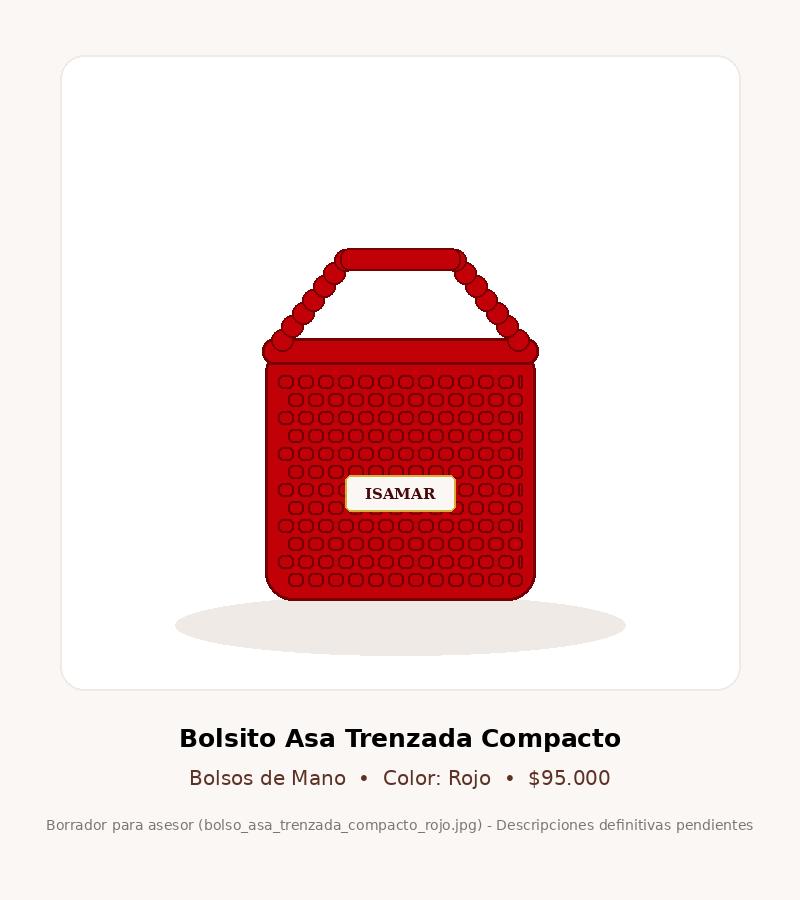 ISAMAR
Bolsito Asa Trenzada Compacto
Bolsos de Mano • Color: Rojo • $95.000
Borrador para asesor (bolso_asa_trenzada_compacto_rojo.jpg) - Descripciones definitivas pendientes